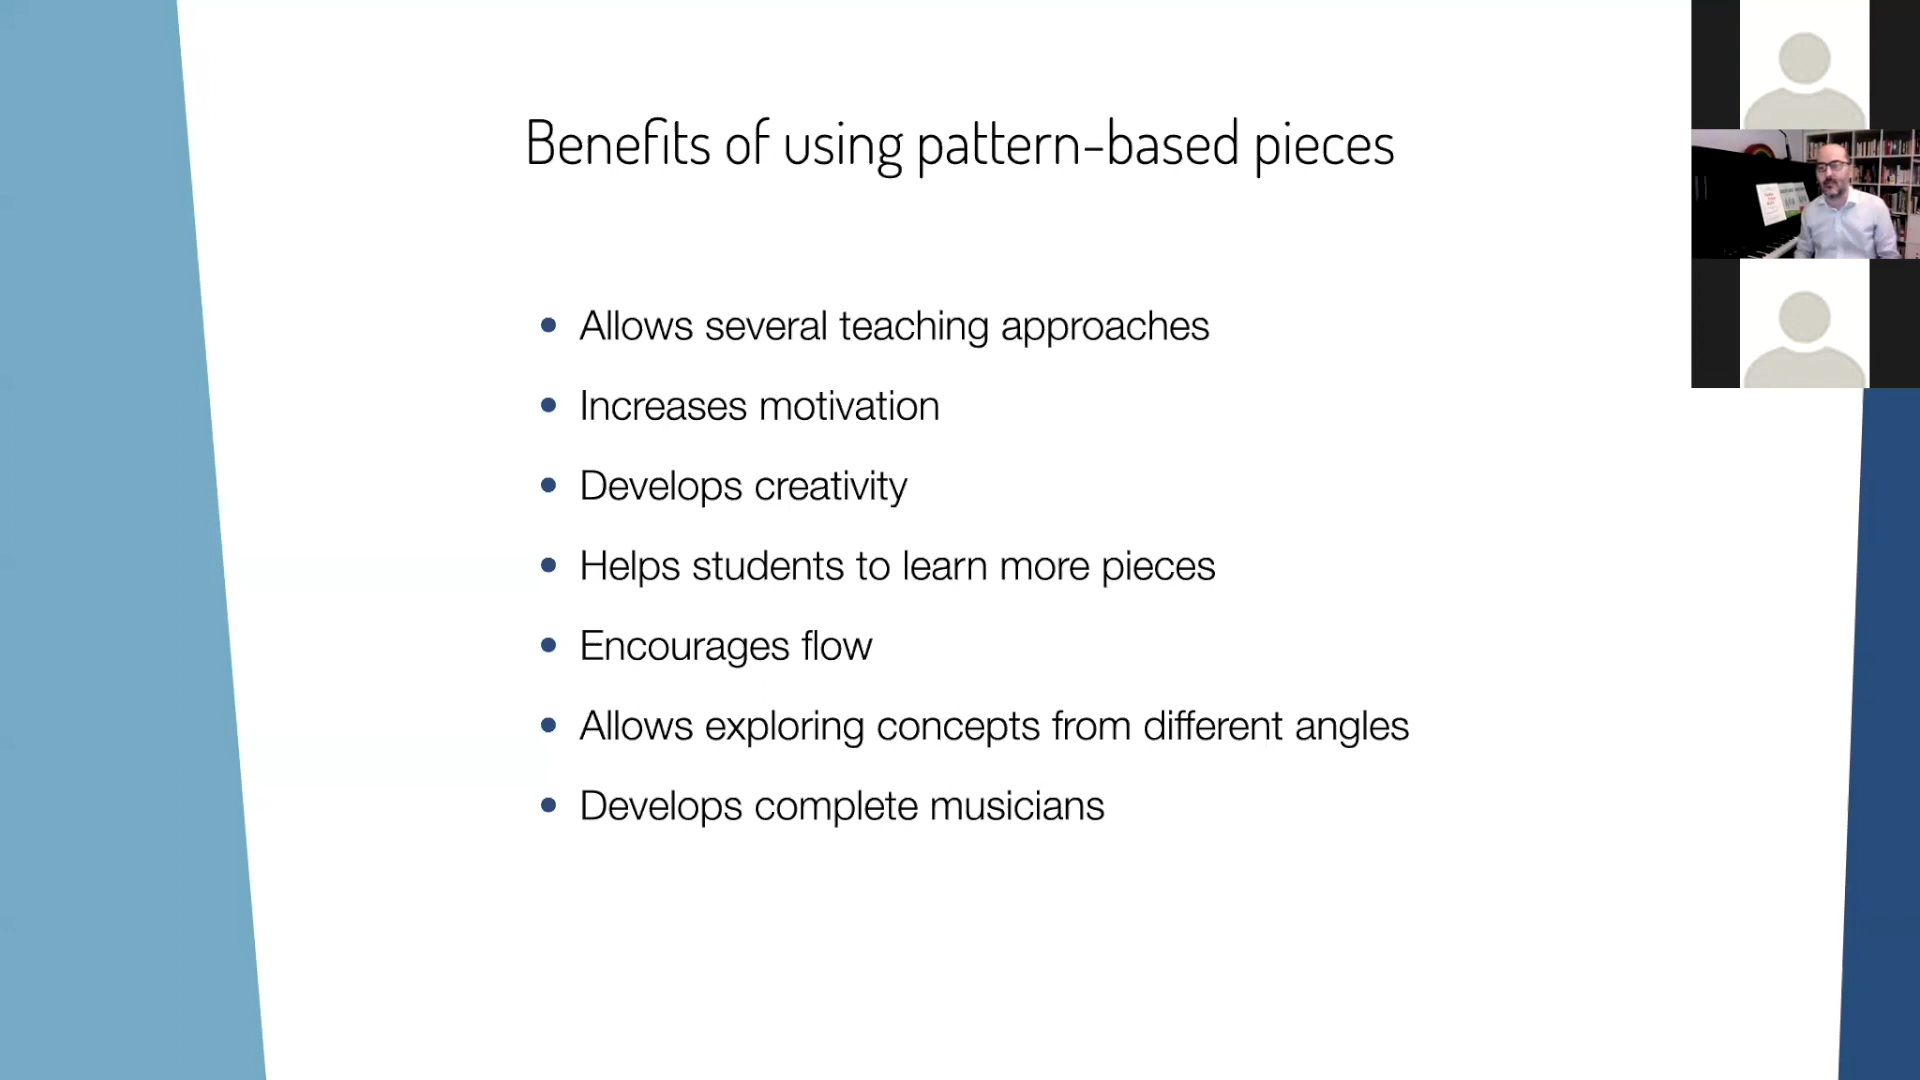 Benefits of using pattern-based pieces
Allows several teaching approaches
Increases motivation
Develops creativity
Helps students to learn more pieces
Encourages flow
Allows exploring concepts from different angles
Develops complete musicians